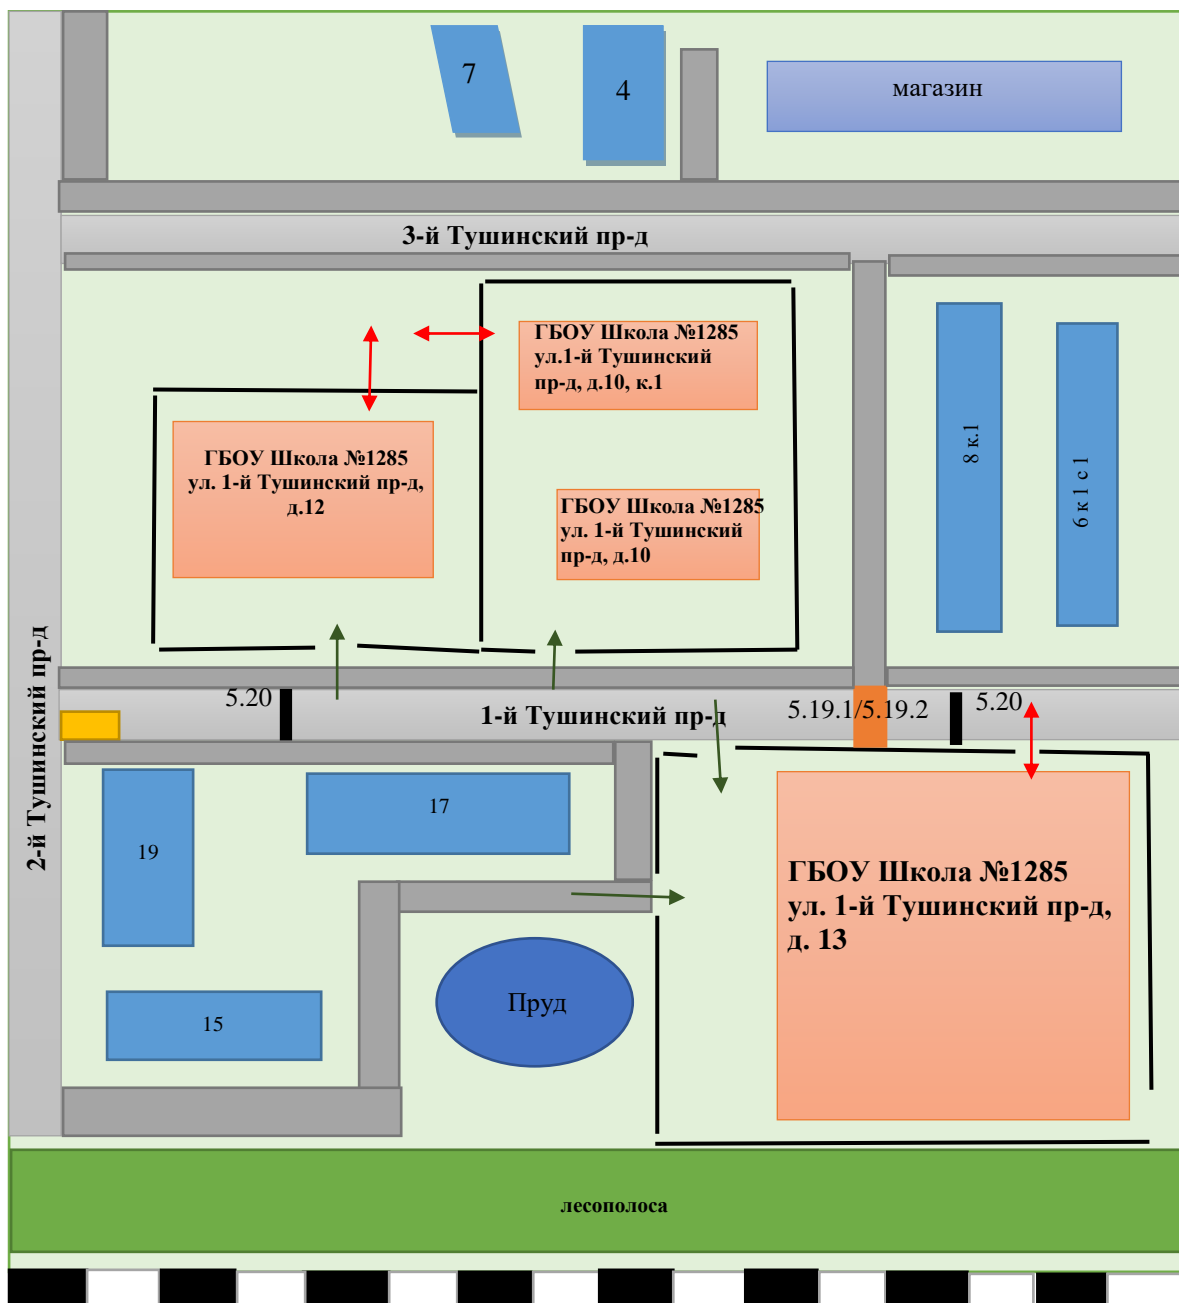 7
4
магазин
3-й Тушинский пр-д
ГБОУ Школа №1285
ул.1-й Тушинский
пр-д, д.10, к.1
ГБОУ Школа №1285
ул. 1-й Тушинский пр-д,
д.12
ГБОУ Школа №1285
ул. 1-й Тушинский
пр-д, д.10
8 к.1
6 к 1 с 1
2-й Тушинский пр-д
5.20
1-й Тушинский пр-д
5.19.1/5.19.2
5.20
19
17
15
Пруд
ГБОУ Школа №1285
ул. 1-й Тушинский пр-д,
д. 13
лесополоса